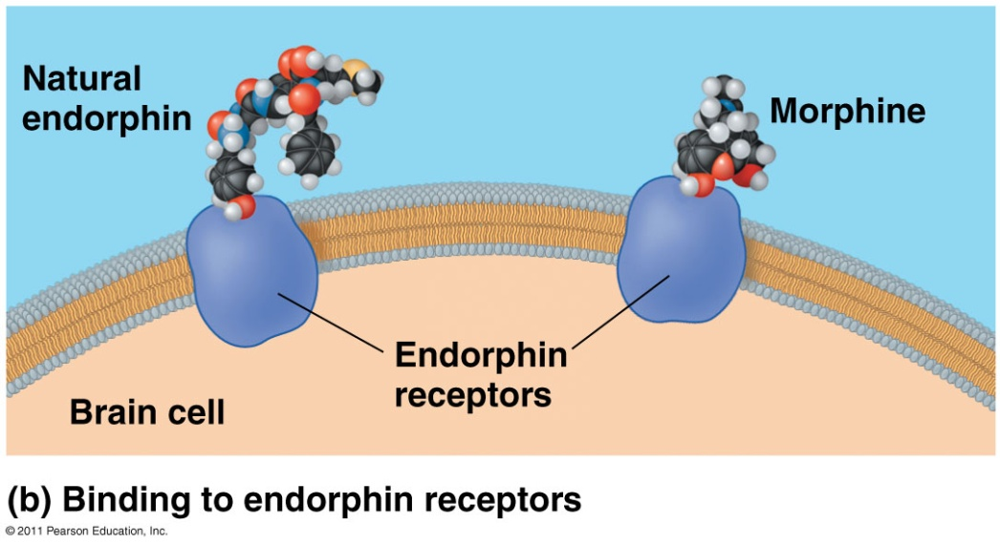 Natural
endorphin
Morphine
Endorphin
receptors
Brain cell
(b) Binding to endorphin receptors
© 2011 Pearson Education, Inc.